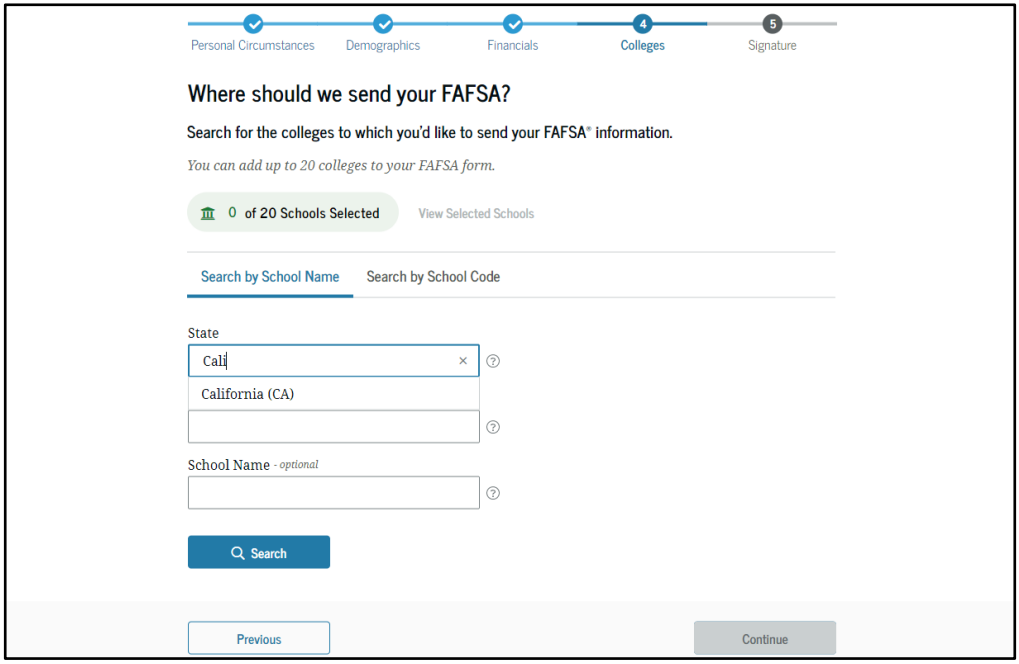 4 5
Personal Circumstances Demographics Financials Colleges Signature
Where should we send your FAFSA?
Search for the colleges to which you'd like to send your FAFSA® information.
You can add up to 20 colleges to your FAFSA form.
0 of 20 Schools Selected View Selected Schools
Search by School Name Search by School Code
State
Cali × ?
California (CA)
?
School Name - optional
?
Search
Previous Continue